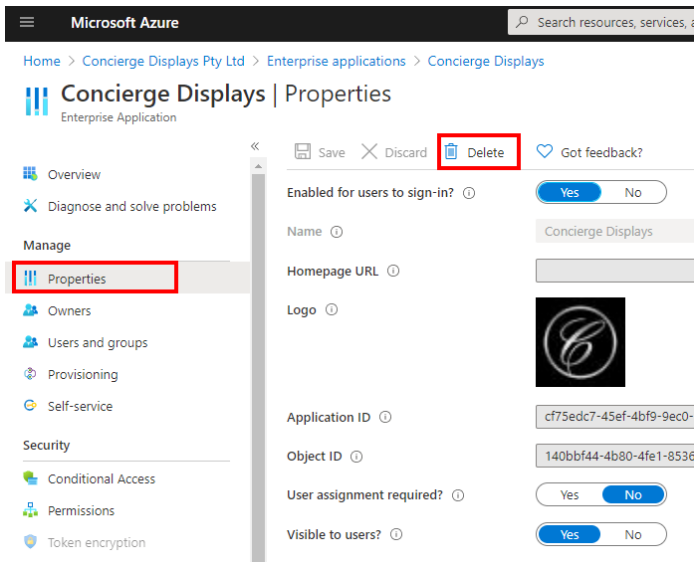 Microsoft Azure
Search resources, services, a
Home > Concierge Displays Pty Ltd > Enterprise applications > Concierge Displays
Concierge Displays | Properties
Enterprise Application
Save Discard Delete Got feedback?
Overview
Diagnose and solve problems
Manage
Properties
Owners
Users and groups
Provisioning
Self-service
Security
Conditional Access
Permissions
Token encryption
Enabled for users to sign-in? Yes No
Name Concierge Displays
Homepage URL
Logo
C
Application ID cf75edc7-45ef-4bf9-9ec0-
Object ID 140bbf44-4b80-4fe1-8536
User assignment required? Yes No
Visible to users? Yes No